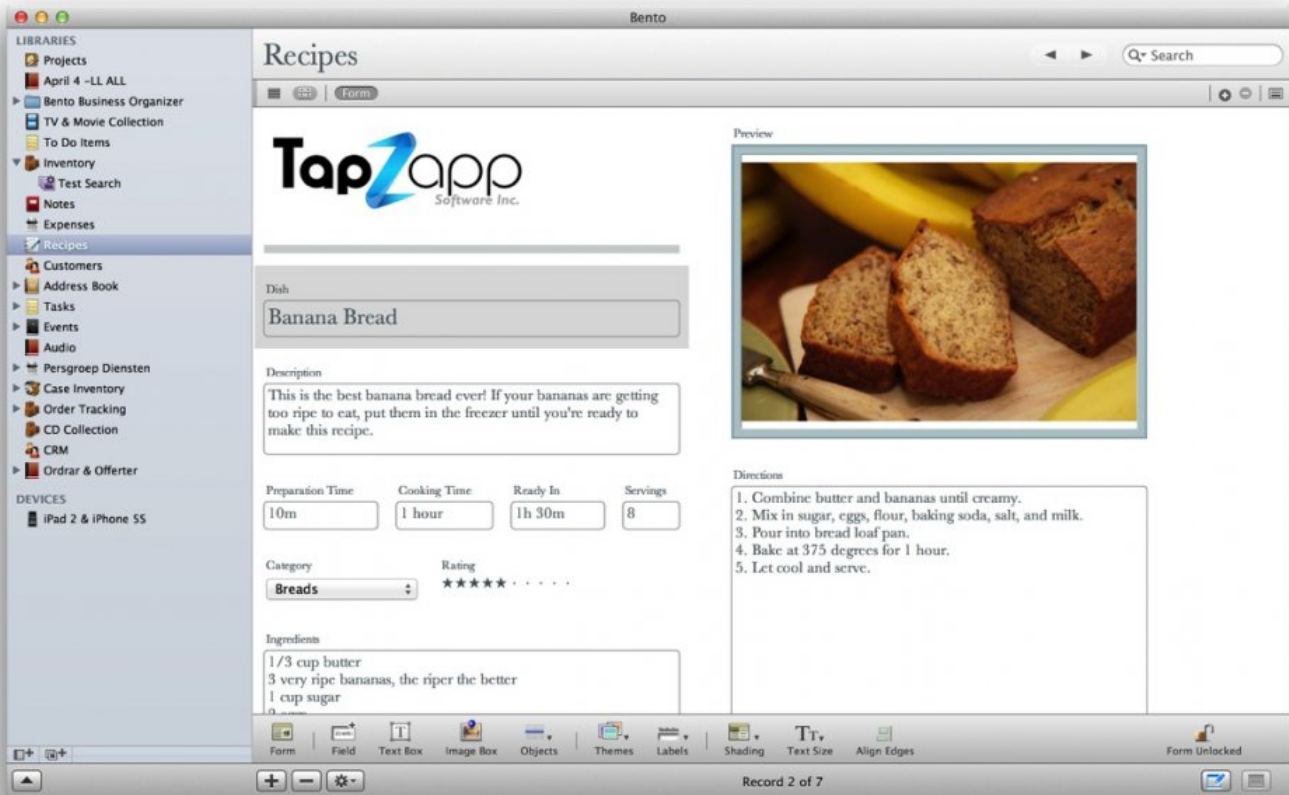 Bento
LIBRARIES
Projects
April 4 -LL ALL
Bento Business Organizer
TV & Movie Collection
To Do Items
Inventory
Test Search
Notes
Expenses
Recipes
Customers
Address Book
Tasks
Events
Audio
Persgroep Diensten
Case Inventory
Order Tracking
CD Collection
CRM
Ordrar & Offerter
DEVICES
iPad 2 & iPhone 5S
Recipes
Search
Form
TapZapp
Software Inc.
Dish
Banana Bread
Description
This is the best banana bread ever! If your bananas are getting
too ripe to eat, put them in the freezer until you're ready to
make this recipe.
Preparation Time Cooking Time Ready In Servings
10m 1 hour 1h 30m 8
Category Rating
Breads
Ingredients
1/3 cup butter
3 very ripe bananas, the riper the better
1 cup sugar
Preview
Directions
1. Combine butter and bananas until creamy.
2. Mix in sugar, eggs, flour, baking soda, salt, and milk.
3. Pour into bread loaf pan.
4. Bake at 375 degrees for 1 hour.
5. Let cool and serve.
Form Field Text Box Image Box Objects Themes Labels Shading Text Size Align Edges Form Unlocked
Record 2 of 7